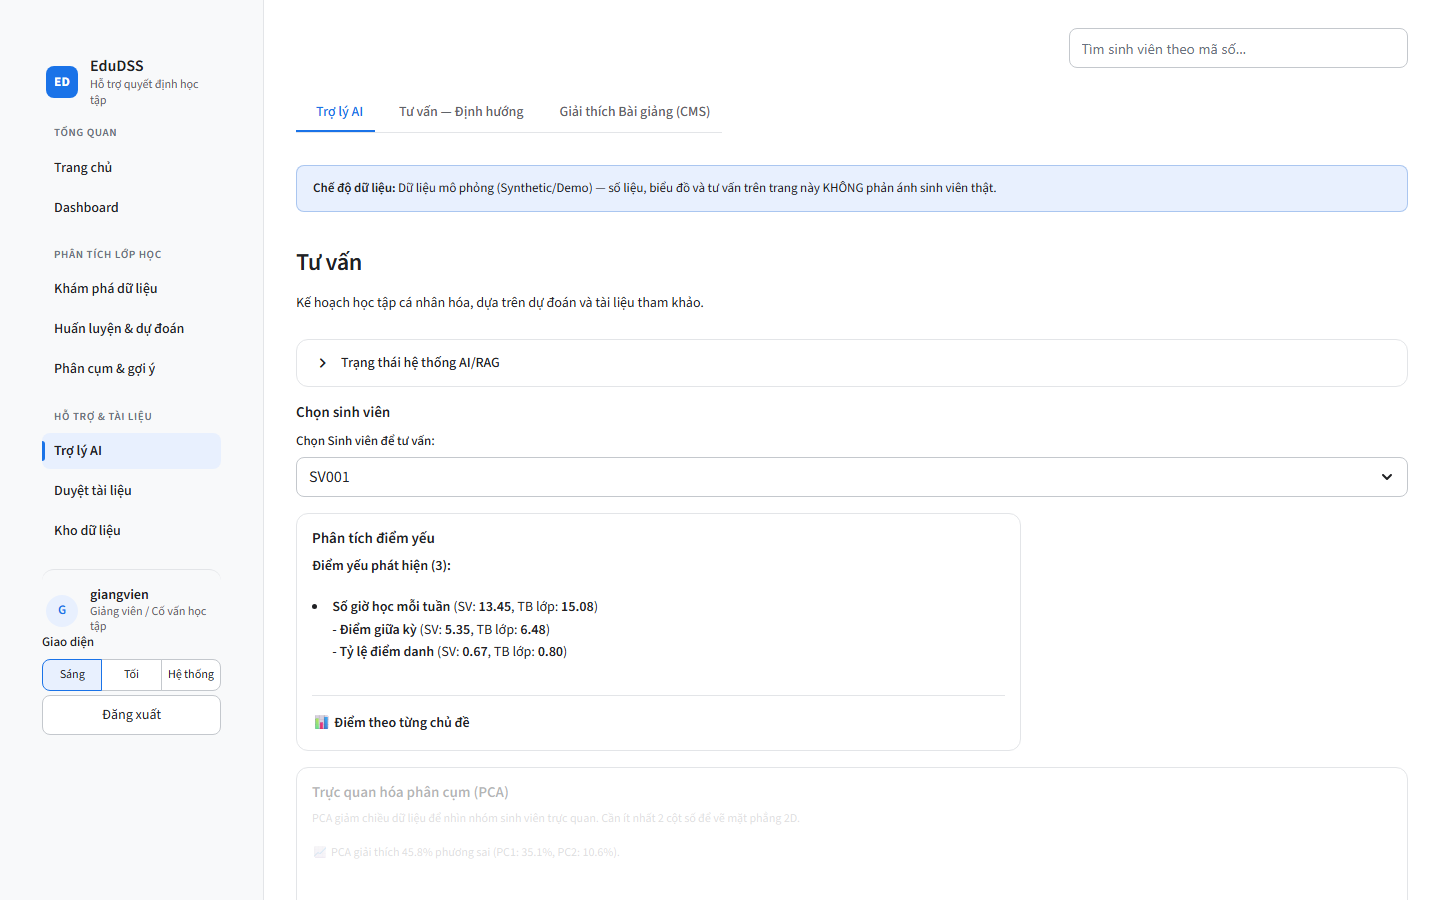 ED
EduDSS
Hỗ trợ quyết định học
tập
TỔNG QUAN
Trang chủ
Dashboard
PHÂN TÍCH LỚP HỌC
Khám phá dữ liệu
Huấn luyện & dự đoán
Phân cụm & gợi ý
HỖ TRỢ & TÀI LIỆU
Trợ lý AI
Duyệt tài liệu
Kho dữ liệu
G
giangvien
Giảng viên / Cố vấn học
tập
Giao diện
Sáng
Tối
Hệ thống
Đăng xuất
Tìm sinh viên theo mã số...
Trợ lý AI
Tư vấn — Định hướng
Giải thích Bài giảng (CMS)
Chế độ dữ liệu: Dữ liệu mô phỏng (Synthetic/Demo) — số liệu, biểu đồ và tư vấn trên trang này KHÔNG phản ánh sinh viên thật.
Tư vấn
Kế hoạch học tập cá nhân hóa, dựa trên dự đoán và tài liệu tham khảo.
Trạng thái hệ thống AI/RAG
Chọn sinh viên
Chọn Sinh viên để tư vấn:
SV001
Phân tích điểm yếu
Điểm yếu phát hiện (3):
• Số giờ học mỗi tuần (SV: 13.45, TB lớp: 15.08)
- Điểm giữa kỳ (SV: 5.35, TB lớp: 6.48)
- Tỷ lệ điểm danh (SV: 0.67, TB lớp: 0.80)
📊 Điểm theo từng chủ đề
Trực quan hóa phân cụm (PCA)
PCA giảm chiều dữ liệu để nhìn nhóm sinh viên trực quan. Cần ít nhất 2 cột số để vẽ mặt phẳng 2D.
📈 PCA giải thích 45.8% phương sai (PC1: 35.1%, PC2: 10.6%).